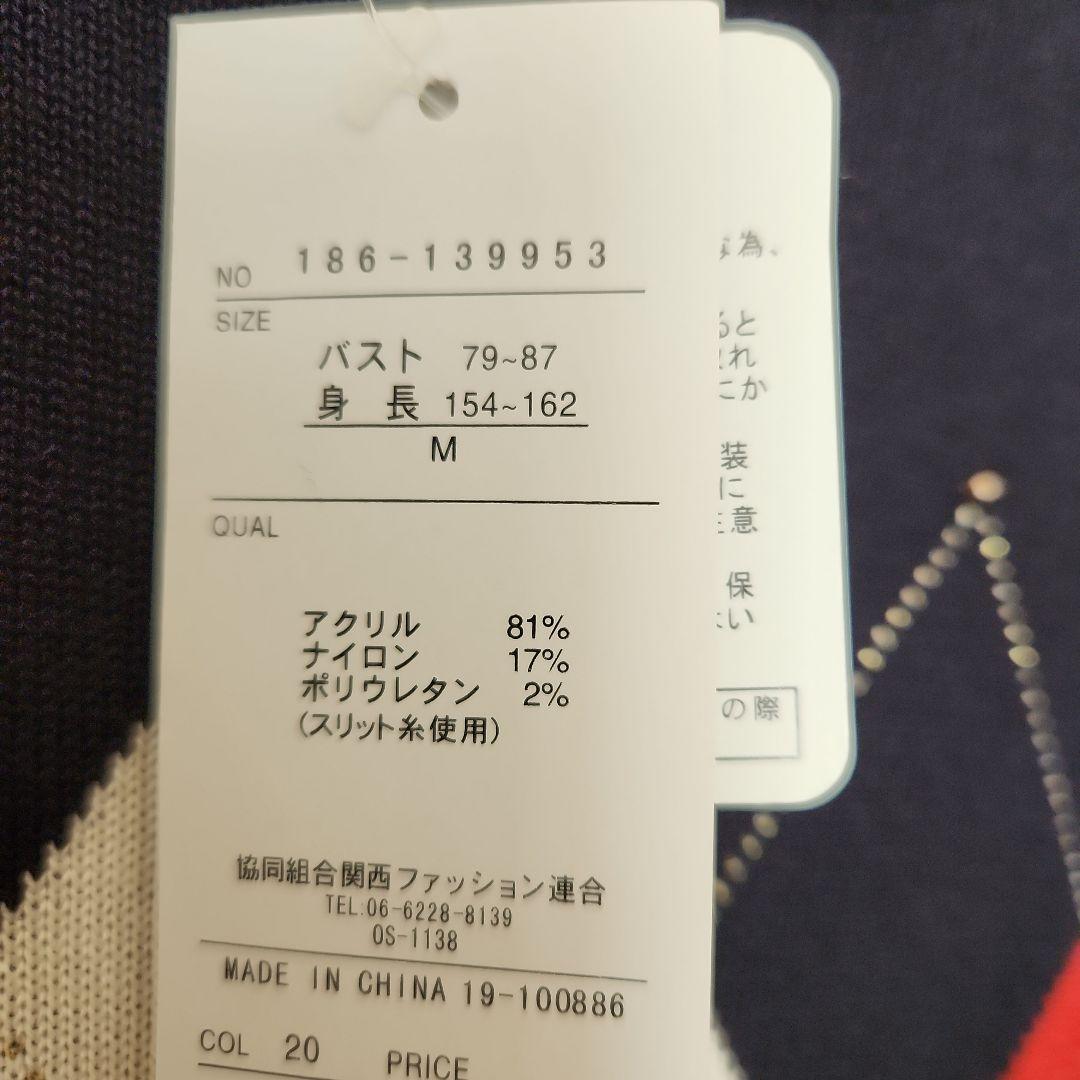 NO 186-139953
SIZE
バスト 79~87
身 長 154~162
M
QUAL
アクリル 81%
ナイロン 17%
ポリウレタン 2%
(スリット糸使用)
協同組合関西ファッション連合
TEL:06-6228-8139
OS-1138
MADE IN CHINA 19-100886
COL 20 PRICE
な為、
ると
れ
にか
装
に
意
保
い
の際